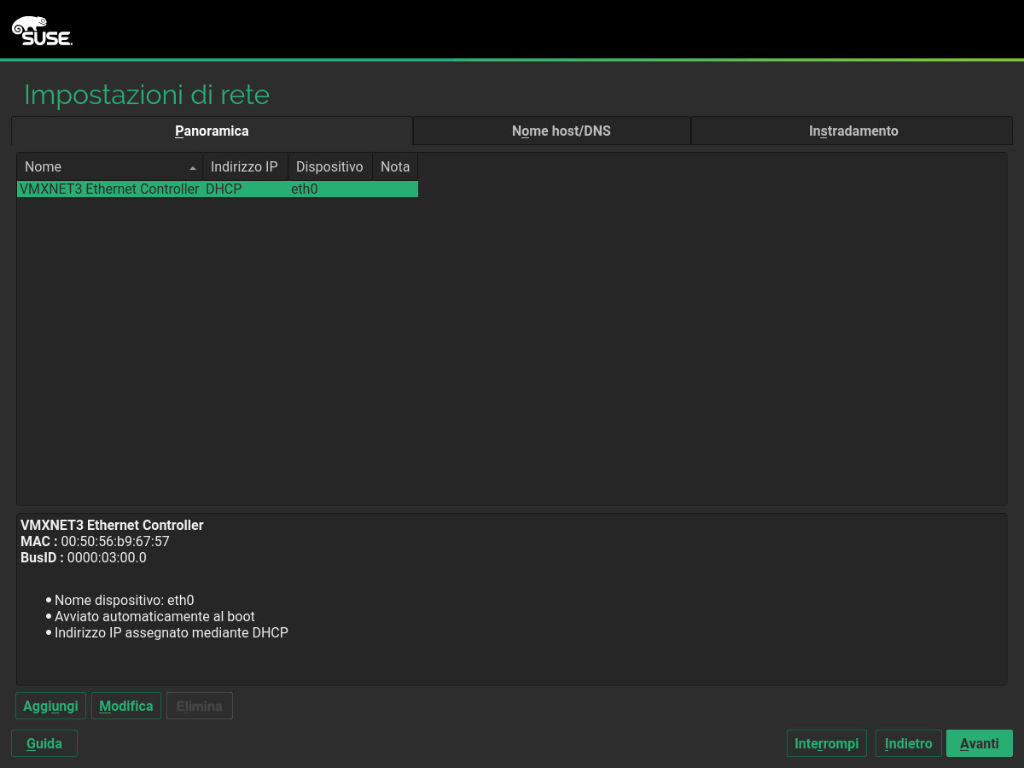 SUSE.
Impostazioni di rete
Panoramica
Nome host/DNS
Instradamento
Nome Indirizzo IP Dispositivo Nota
VMXNET3 Ethernet Controller DHCP eth0
VMXNET3 Ethernet Controller
MAC : 00:50:56:b9:67:57
BusID : 0000:03:00.0
• Nome dispositivo: eth0
• Avviato automaticamente al boot
• Indirizzo IP assegnato mediante DHCP
Aggiungi Modifica Elimina
Guida Interrompi Indietro Avanti